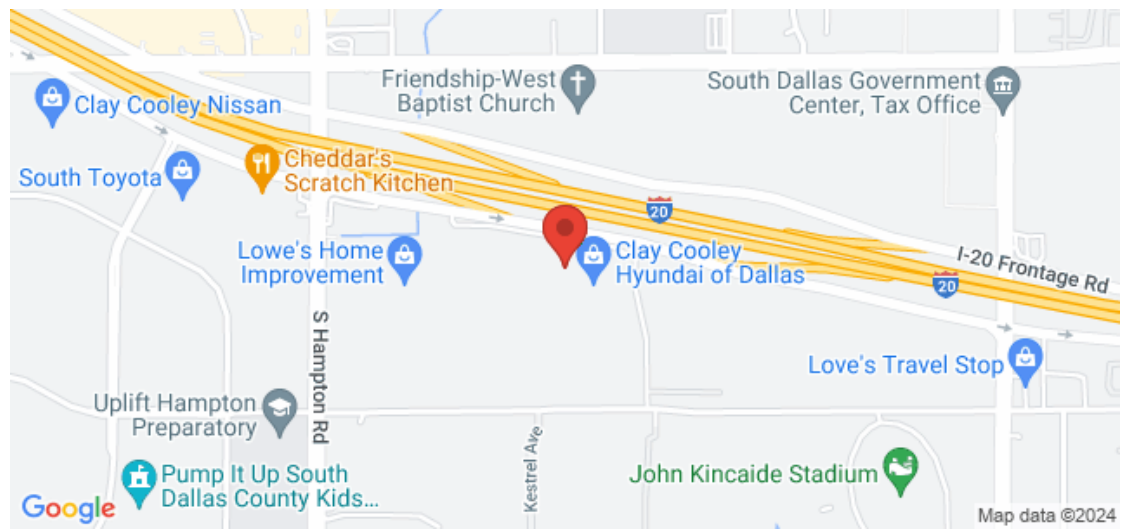 Friendship-West
Baptist Church
South Dallas Government
Center, Tax Office
Clay Cooley Nissan
Cheddar's
Scratch Kitchen
South Toyota
20
Lowe's Home
Improvement
Clay Cooley
Hyundai of Dallas
I-20 Frontage Rd
20
S Hampton Rd
Love's Travel Stop
Uplift Hampton
Preparatory
Kestrel Ave
Pump It Up South
Dallas County Kids...
John Kincaide Stadium
Google
Map data ©2024